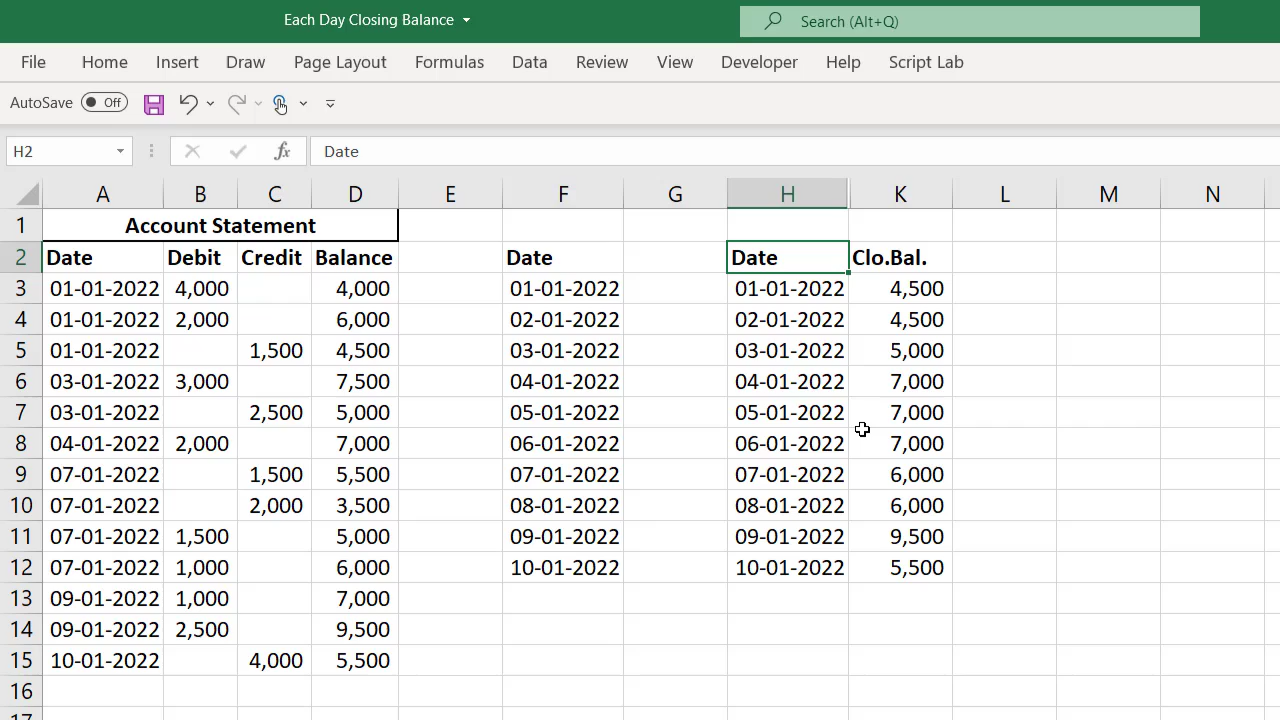 Each Day Closing Balance
Search (Alt+Q)
File Home Insert Draw Page Layout Formulas Data Review View Developer Help Script Lab
AutoSave Off
H2 fx Date
A B C D E F G H K L M N
1 Account Statement
2 Date Debit Credit Balance Date Date Clo.Bal.
3 01-01-2022 4,000 4,000 01-01-2022 01-01-2022 4,500
4 01-01-2022 2,000 6,000 02-01-2022 02-01-2022 4,500
5 01-01-2022 1,500 4,500 03-01-2022 03-01-2022 5,000
6 03-01-2022 3,000 7,500 04-01-2022 04-01-2022 7,000
7 03-01-2022 2,500 5,000 05-01-2022 05-01-2022 7,000
8 04-01-2022 2,000 7,000 06-01-2022 06-01-2022 7,000
9 07-01-2022 1,500 5,500 07-01-2022 07-01-2022 6,000
10 07-01-2022 2,000 3,500 08-01-2022 08-01-2022 6,000
11 07-01-2022 1,500 5,000 09-01-2022 09-01-2022 9,500
12 07-01-2022 1,000 6,000 10-01-2022 10-01-2022 5,500
13 09-01-2022 1,000 7,000
14 09-01-2022 2,500 9,500
15 10-01-2022 4,000 5,500
16
17